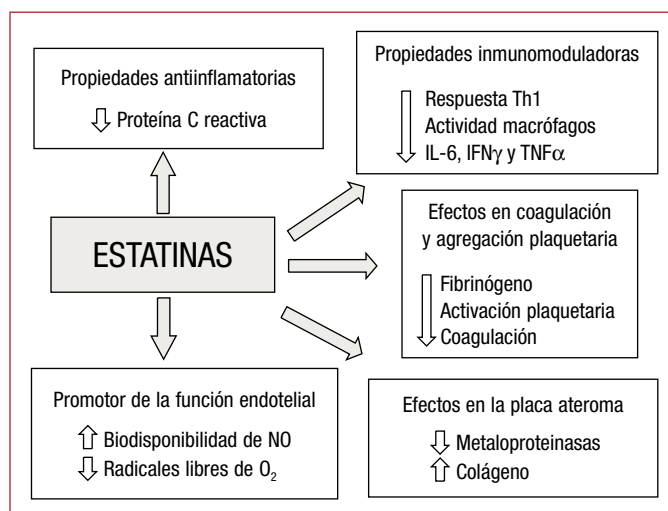 Propiedades antiinflamatorias
Proteína C reactiva
Propiedades inmunomoduladoras
Respuesta Th1
Actividad macrófagos
IL-6, IFNγ y TNFα
ESTATINAS
Efectos en coagulación
y agregación plaquetaria
Fibrinógeno
Activación plaquetaria
Coagulación
Promotor de la función endotelial
Biodisponibilidad de NO
Radicales libres de O₂
Efectos en la placa ateroma
Metaloproteinasas
Colágeno